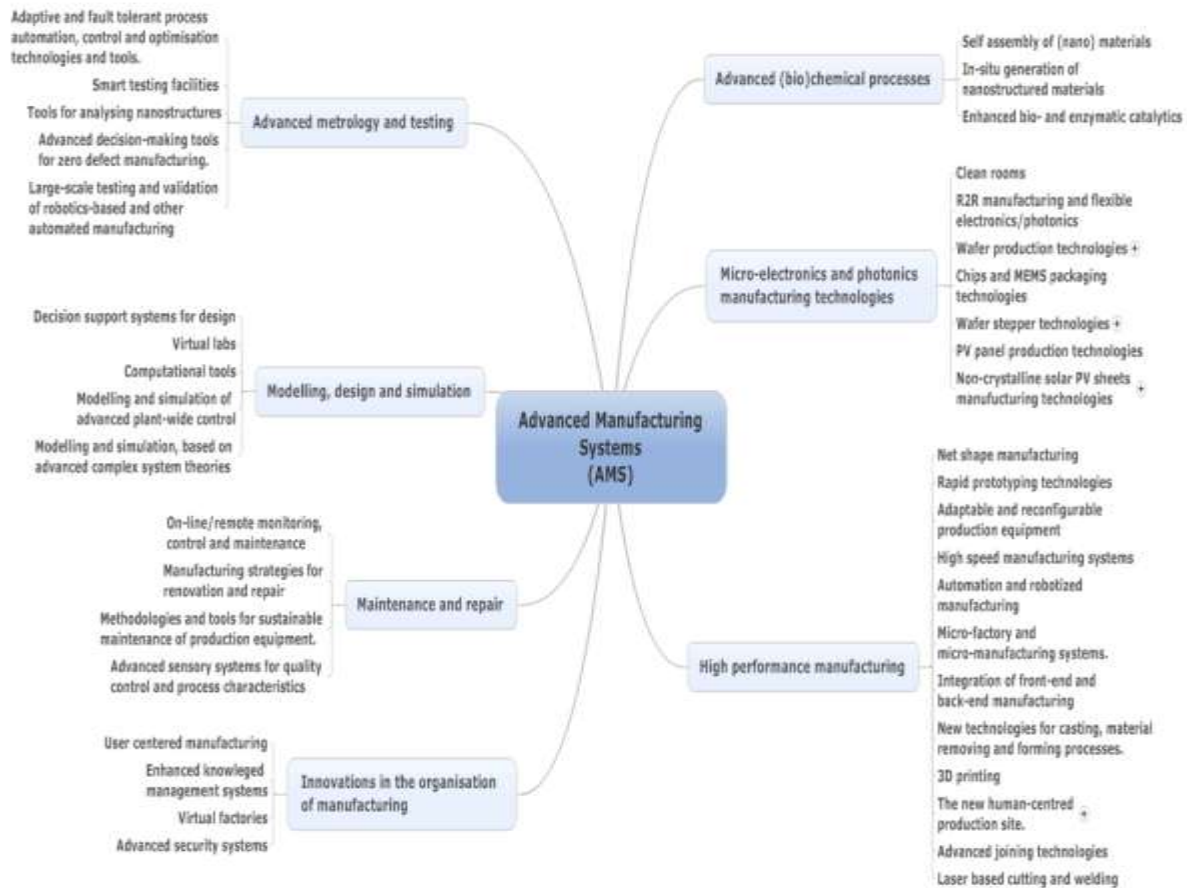 Adaptive and fault tolerant process
automation, control and optimisation
technologies and tools.
Smart testing facilities
Tools for analysing nanostructures
Advanced decision-making tools
for zero defect manufacturing.
Large-scale testing and validation
of robotics-based and other
automated manufacturing
Advanced metrology and testing
Decision support systems for design
Virtual labs
Computational tools
Modelling and simulation of
advanced plant-wide control
Modelling and simulation, based on
advanced complex system theories
Modelling, design and simulation
On-line/remote monitoring,
control and maintenance
Manufacturing strategies for
renovation and repair
Methodologies and tools for sustainable
maintenance of production equipment.
Advanced sensory systems for quality
control and process characteristics
Maintenance and repair
User centered manufacturing
Enhanced knowleged
management systems
Virtual factories
Advanced security systems
Innovations in the organisation
of manufacturing
Advanced Manufacturing
Systems
(AMS)
Advanced (bio)chemical processes
Self assembly of (nano) materials
In-situ generation of
nanostructured materials
Enhanced bio- and enzymatic catalytics
Micro-electronics and photonics
manufacturing technologies
Clean rooms
R2R manufacturing and flexible
electronics/photonics
Wafer production technologies
Chips and MEMS packaging
technologies
Wafer stepper technologies
PV panel production technologies
Non-crystalline solar PV sheets
manufucturing technologies
High performance manufacturing
Net shape manufacturing
Rapid prototyping technologies
Adaptable and reconfigurable
production equipment
High speed manufacturing systems
Automation and robotized
manufacturing
Micro-factory and
micro-manufacturing systems.
Integration of front-end and
back-end manufacturing
New technologies for casting, material
removing and forming processes.
3D printing
The new human-centred
production site.
Advanced joining technologies
Laser based cutting and welding